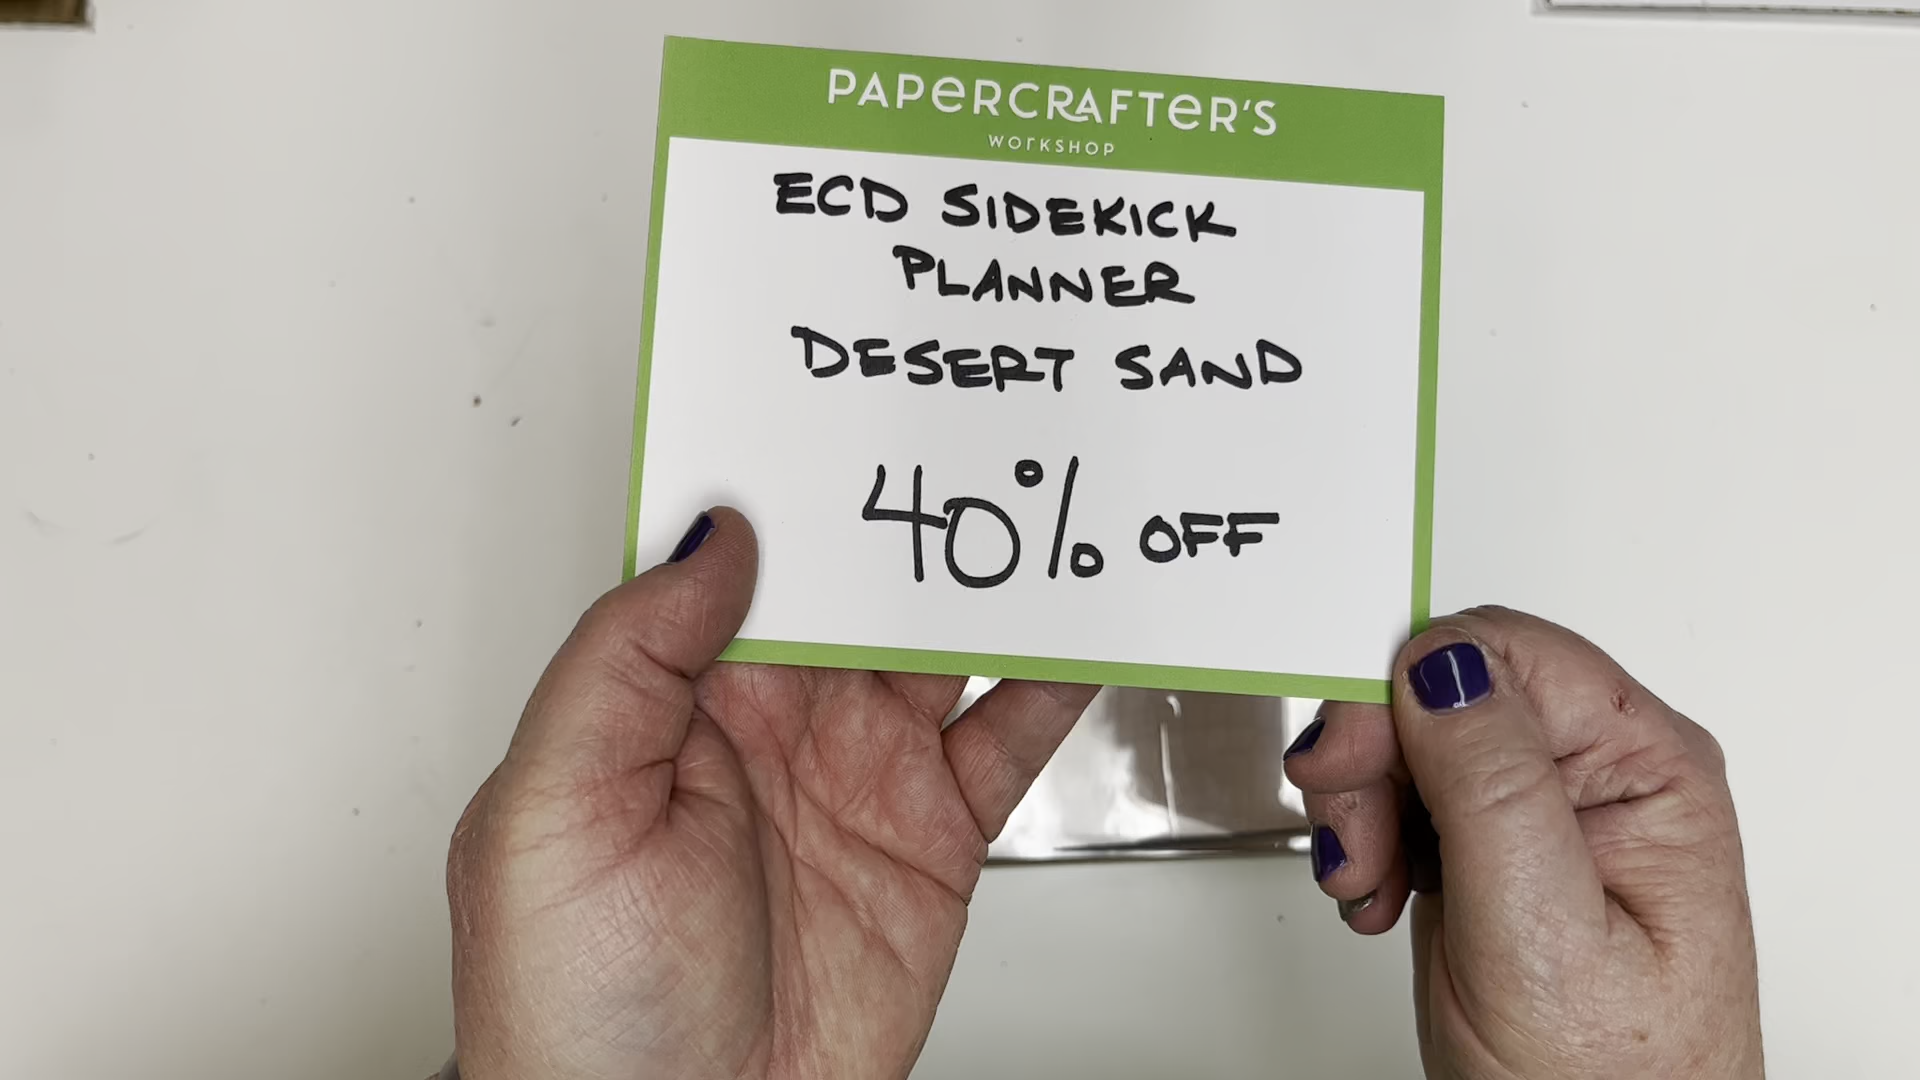 PAPERCRAFTER'S
WORKSHOP
ECD SIDEKICK
PLANNER
DESERT SAND
40% OFF